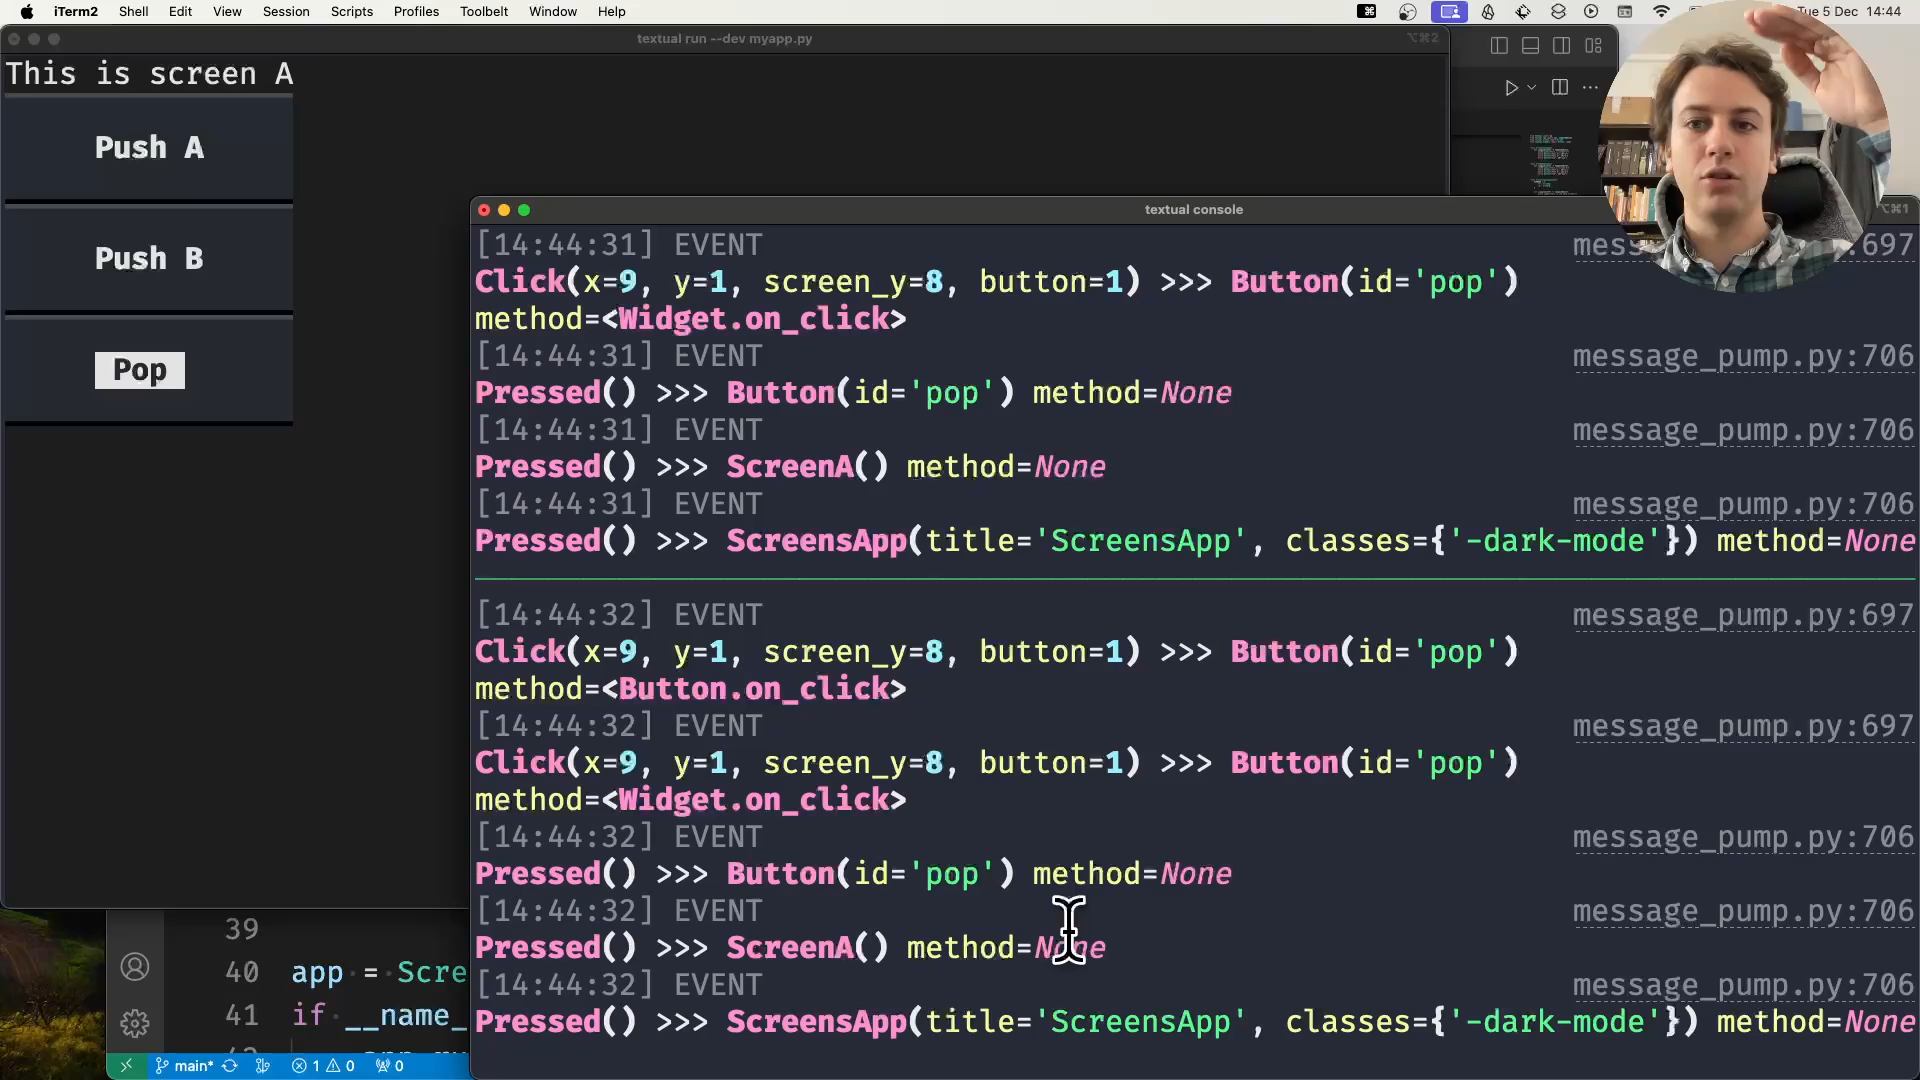 iTerm2 Shell Edit View Session Scripts Profiles Toolbelt Window Help
Tue 5 Dec 14:44
textual run --dev myapp.py
⌥⌘2
This is screen A
Push A
Push B
Pop
textual console
⌥⌘1
[14:44:31] EVENT
Click(x=9, y=1, screen_y=8, button=1) >>> Button(id='pop')
method=<Widget.on_click>
[14:44:31] EVENT message_pump.py:706
Pressed() >>> Button(id='pop') method=None
[14:44:31] EVENT message_pump.py:706
Pressed() >>> ScreenA() method=None
[14:44:31] EVENT message_pump.py:706
Pressed() >>> ScreensApp(title='ScreensApp', classes={'-dark-mode'}) method=None
[14:44:32] EVENT message_pump.py:697
Click(x=9, y=1, screen_y=8, button=1) >>> Button(id='pop')
method=<Button.on_click>
[14:44:32] EVENT message_pump.py:697
Click(x=9, y=1, screen_y=8, button=1) >>> Button(id='pop')
method=<Widget.on_click>
[14:44:32] EVENT message_pump.py:706
Pressed() >>> Button(id='pop') method=None
[14:44:32] EVENT message_pump.py:706
Pressed() >>> ScreenA() method=None
[14:44:32] EVENT message_pump.py:706
Pressed() >>> ScreensApp(title='ScreensApp', classes={'-dark-mode'}) method=None
39
40 app = Scre
41 if __name_
main* 1 0 0